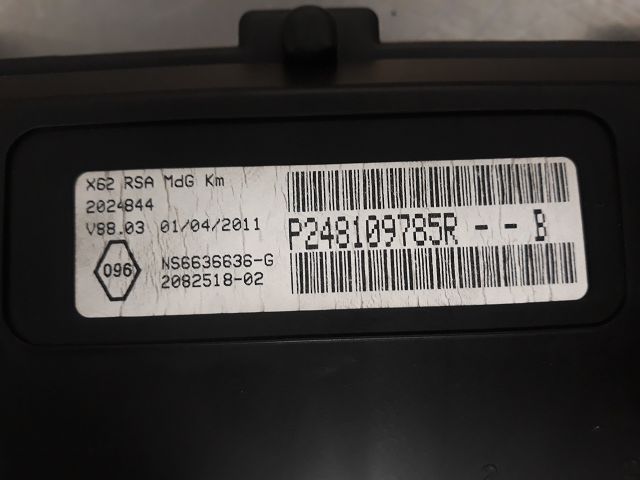 X62 RSA MdG Km
2024844
V88.03 01/04/2011
P248109785R -- B
096
NS6636636-G
2082518-02